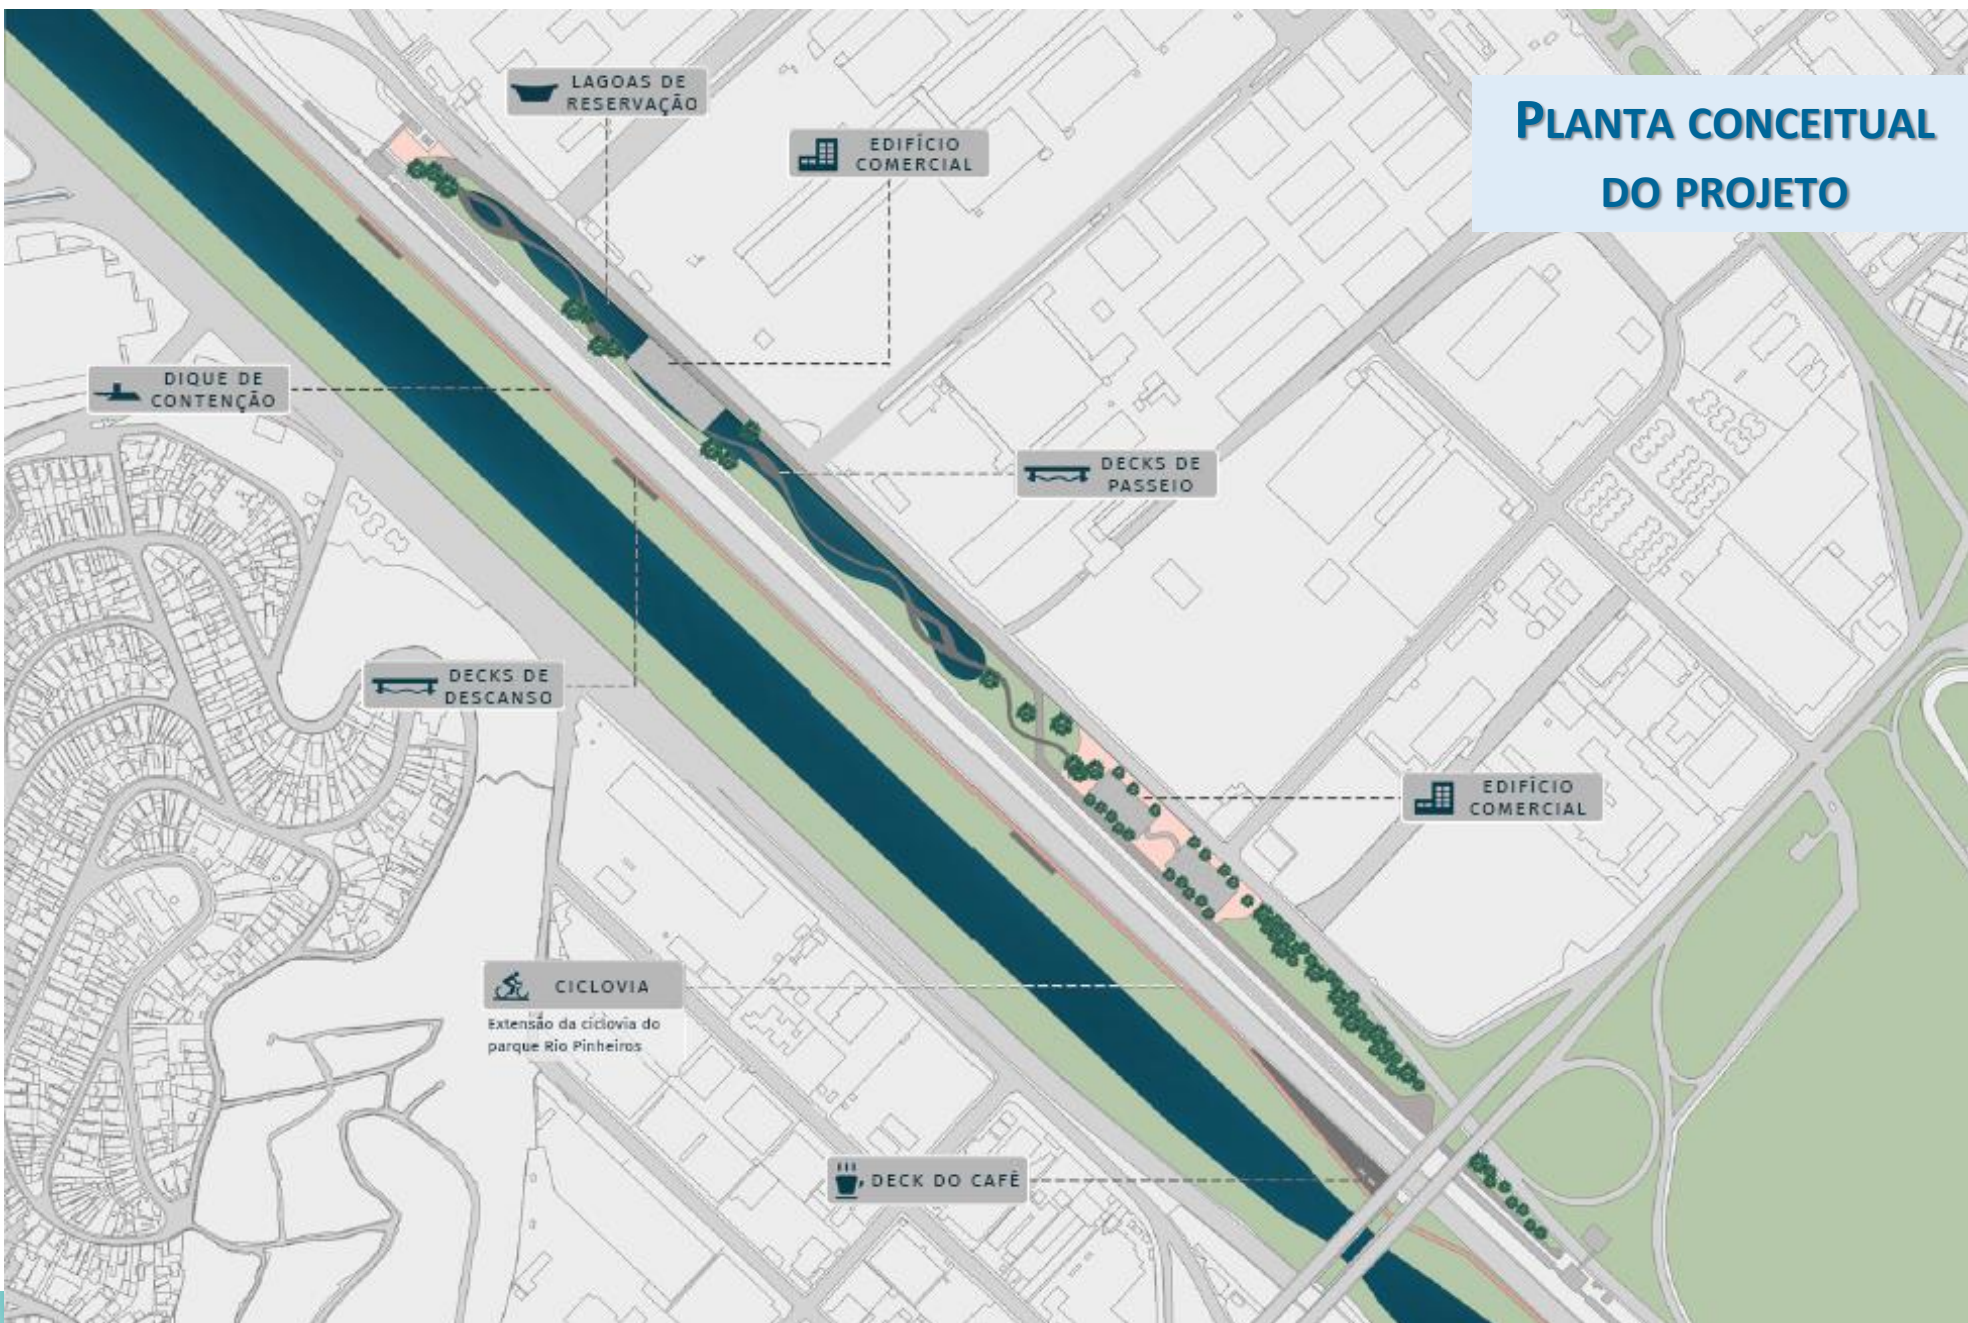 LAGOAS DE
RESERVAÇÃO
PLANTA CONCEITUAL
DO PROJETO
EDIFÍCIO
COMERCIAL
DIQUE DE
CONTENÇÃO
DECKS DE
PASSEIO
DECKS DE
DESCANSO
EDIFÍCIO
COMERCIAL
CICLOVIA
Extensão da ciclovia do
parque Rio Pinheiros
DECK DO CAFÉ